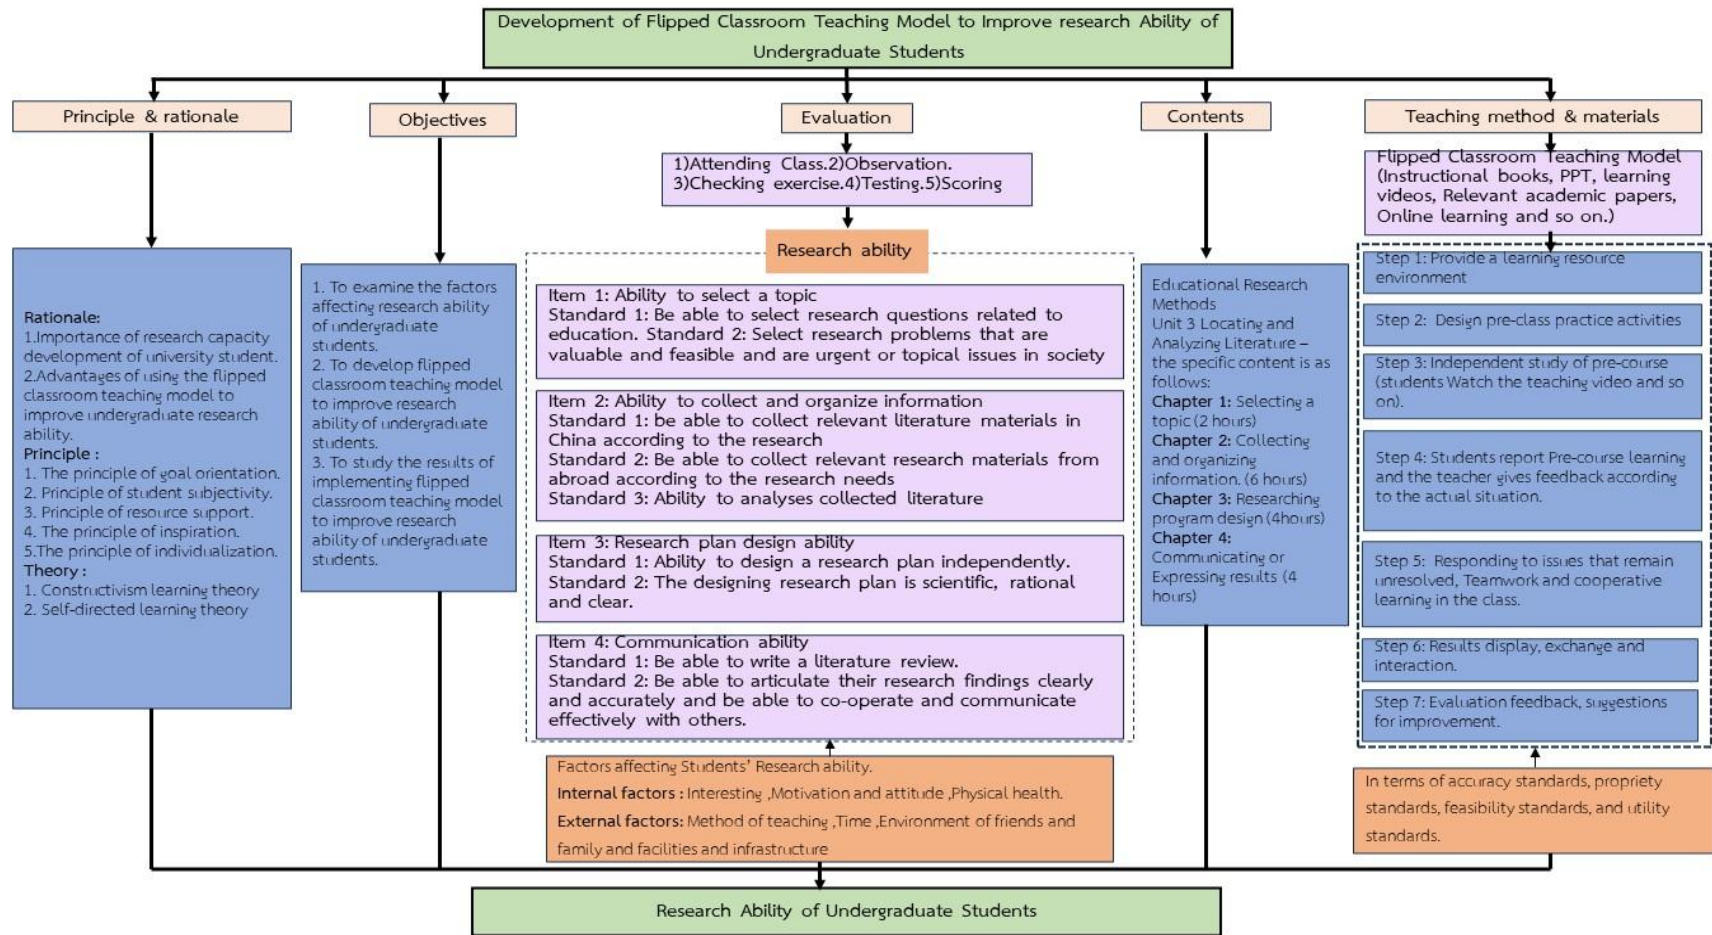 Development of Flipped Classroom Teaching Model to Improve research Ability of
Undergraduate Students
Principle & rationale
Objectives
Evaluation
Contents
Teaching method & materials
Rationale:
1.Importance of research capacity
development of university student.
2.Advantages of using the flipped
classroom teaching model to
improve undergraduate research
ability.
Principle :
1. The principle of goal orientation.
2. Principle of student subjectivity.
3. Principle of resource support.
4. The principle of inspiration.
5.The principle of individualization.
Theory :
1. Constructivism learning theory
2. Self-directed learning theory
1. To examine the factors
affecting research ability
of undergraduate
students.
2. To develop flipped
classroom teaching model
to improve research
ability of undergraduate
students.
3. To study the results of
implementing flipped
classroom teaching model
to improve research
ability of undergraduate
students.
1)Attending Class.2)Observation.
3)Checking exercise.4)Testing.5)Scoring
Research ability
Item 1: Ability to select a topic
Standard 1: Be able to select research questions related to
education. Standard 2: Select research problems that are
valuable and feasible and are urgent or topical issues in society
Item 2: Ability to collect and organize information
Standard 1: be able to collect relevant literature materials in
China according to the research
Standard 2: Be able to collect relevant research materials from
abroad according to the research needs
Standard 3: Ability to analyses collected literature
Item 3: Research plan design ability
Standard 1: Ability to design a research plan independently.
Standard 2: The designing research plan is scientific, rational
and clear.
Item 4: Communication ability
Standard 1: Be able to write a literature review.
Standard 2: Be able to articulate their research findings clearly
and accurately and be able to co-operate and communicate
effectively with others.
Factors affecting Students’ Research ability.
Internal factors : Interesting ,Motivation and attitude ,Physical health.
External factors: Method of teaching ,Time ,Environment of friends and
family and facilities and infrastructure
Educational Research
Methods
Unit 3 Locating and
Analyzing Literature –
the specific content is as
follows:
Chapter 1: Selecting a
topic (2 hours)
Chapter 2: Collecting
and organizing
information. (6 hours)
Chapter 3: Researching
program design (4hours)
Chapter 4:
Communicating or
Expressing results (4
hours)
Flipped Classroom Teaching Model
(Instructional books, PPT, learning
videos, Relevant academic papers,
Online learning and so on.)
Step 1: Provide a learning resource
environment
Step 2: Design pre-class practice activities
Step 3: Independent study of pre-course
(students Watch the teaching video and so
on).
Step 4: Students report Pre-course learning
and the teacher gives feedback according
to the actual situation.
Step 5: Responding to issues that remain
unresolved, Teamwork and cooperative
learning in the class.
Step 6: Results display, exchange and
interaction.
Step 7: Evaluation feedback, suggestions
for improvement.
In terms of accuracy standards, propriety
standards, feasibility standards, and utility
standards.
Research Ability of Undergraduate Students